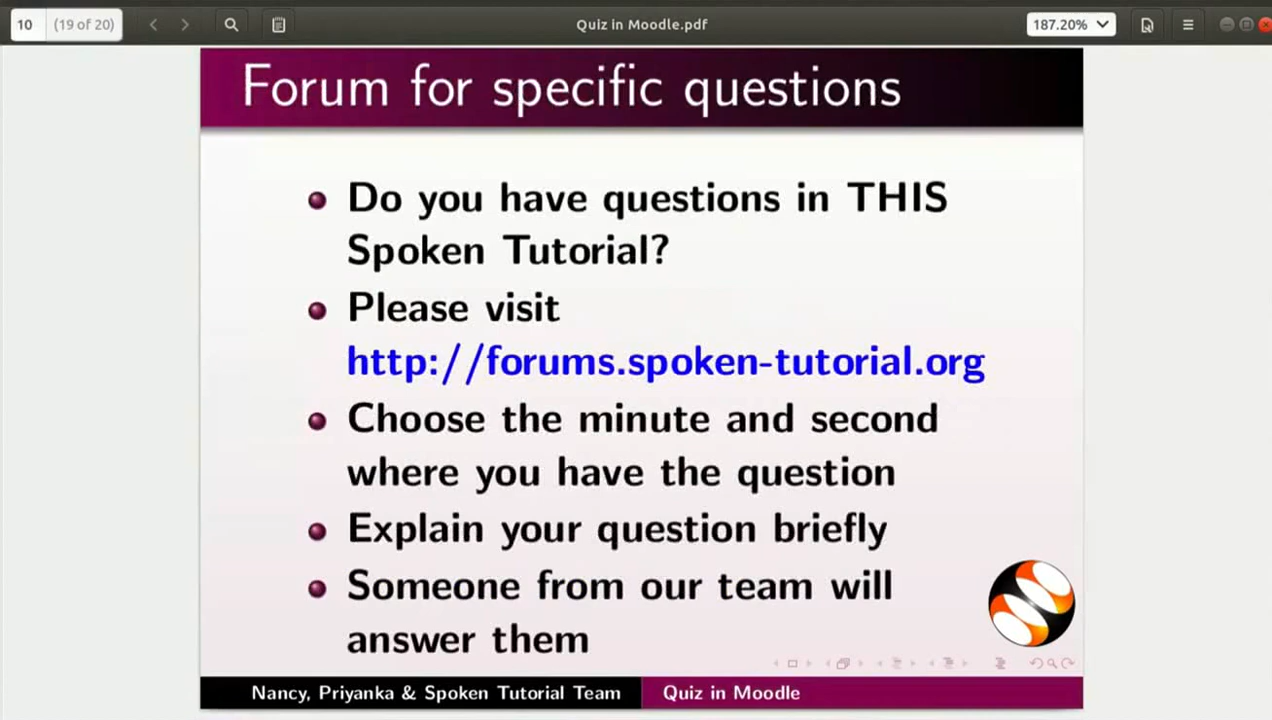 10 (19 of 20) Quiz in Moodle.pdf 187.20%
Forum for specific questions
Do you have questions in THIS
Spoken Tutorial?
Please visit
http://forums.spoken-tutorial.org
Choose the minute and second
where you have the question
Explain your question briefly
Someone from our team will
answer them
Nancy, Priyanka & Spoken Tutorial Team Quiz in Moodle